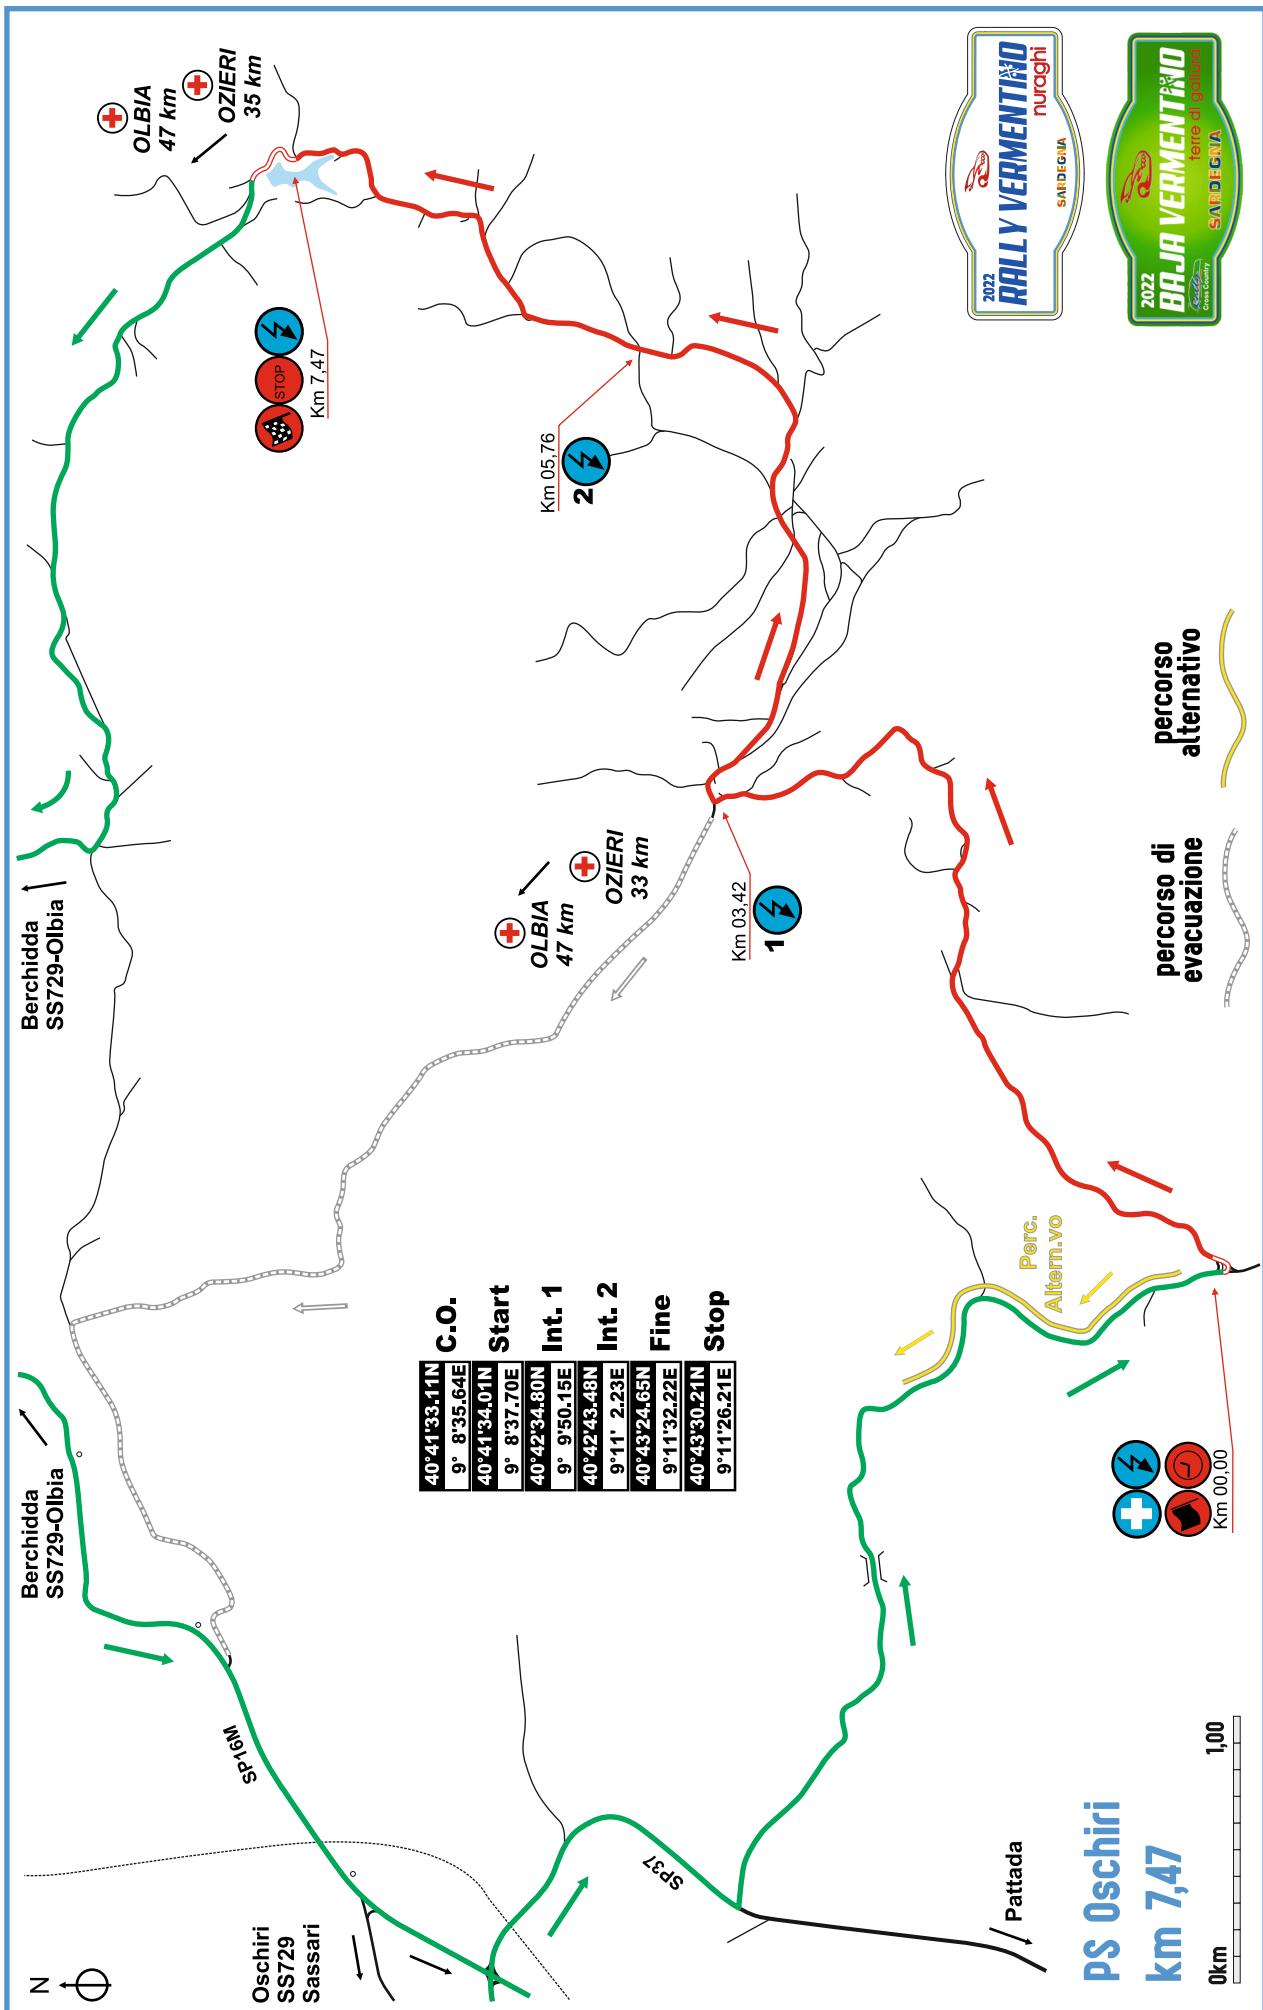 N
Oschiri
SS729
Sassari
SP16M
SP37
Pattada
PS Oschiri
km 7,47
0km
1,00
Berchidda
SS729-Olbia
Berchidda
SS729-Olbia
40°41'33.11N
9° 8'35.64E
C.O.
40°41'34.01N
9° 8'37.70E
Start
40°42'34.80N
9° 9'50.15E
Int. 1
40°42'43.48N
9°11' 2.23E
Int. 2
40°43'24.65N
9°11'32.22E
Fine
40°43'30.21N
9°11'26.21E
Stop
Km 00,00
Perc.
Altern.vo
OLBIA
47 km
OZIERI
33 km
Km 03,42
1
percorso di
evacuazione
percorso
alternativo
Km 05,76
2
STOP
Km 7,47
OLBIA
47 km
OZIERI
35 km
2022
RALLY VERMENTINO
nuraghi
SARDEGNA
2022
BAJA VERMENTINO
terre di gallura
SARDEGNA
Cross Country